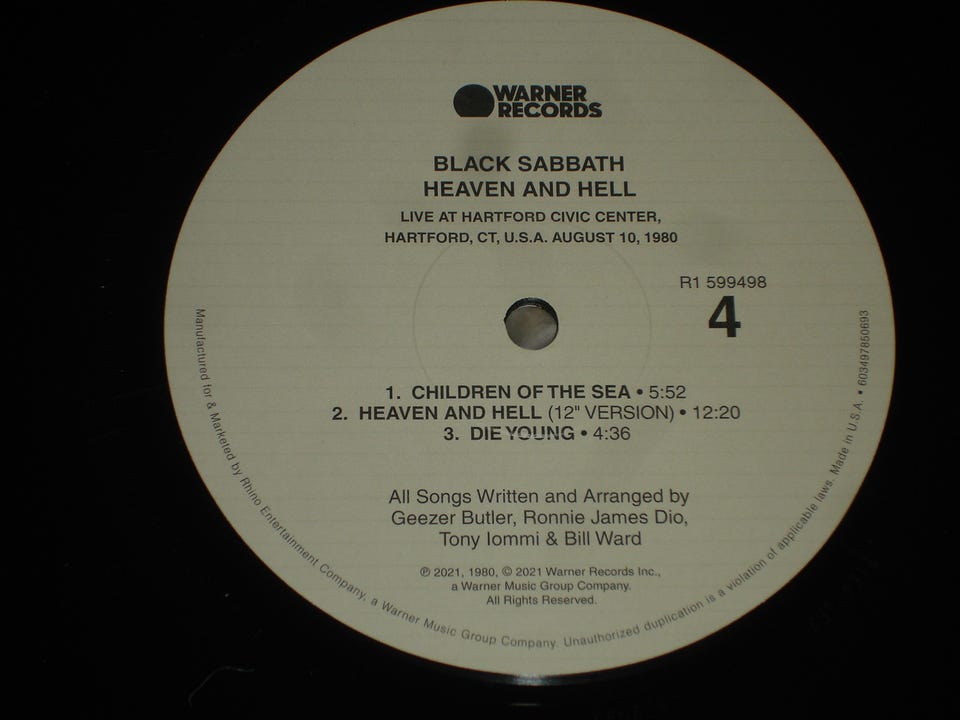 WARNER
RECORDS
BLACK SABBATH
HEAVEN AND HELL
LIVE AT HARTFORD CIVIC CENTER,
HARTFORD, CT, U.S.A. AUGUST 10, 1980
R1 599498
4
1. CHILDREN OF THE SEA • 5:52
2. HEAVEN AND HELL (12" VERSION) • 12:20
3. DIE YOUNG • 4:36
All Songs Written and Arranged by
Geezer Butler, Ronnie James Dio,
Tony Iommi & Bill Ward
℗ 2021, 1980, © 2021 Warner Records Inc.,
a Warner Music Group Company.
All Rights Reserved.
Manufactured for & Marketed by Rhino Entertainment Company, a Warner Music Group Company. Unauthorized duplication is a violation of applicable laws. Made in U.S.A. • 603497850693